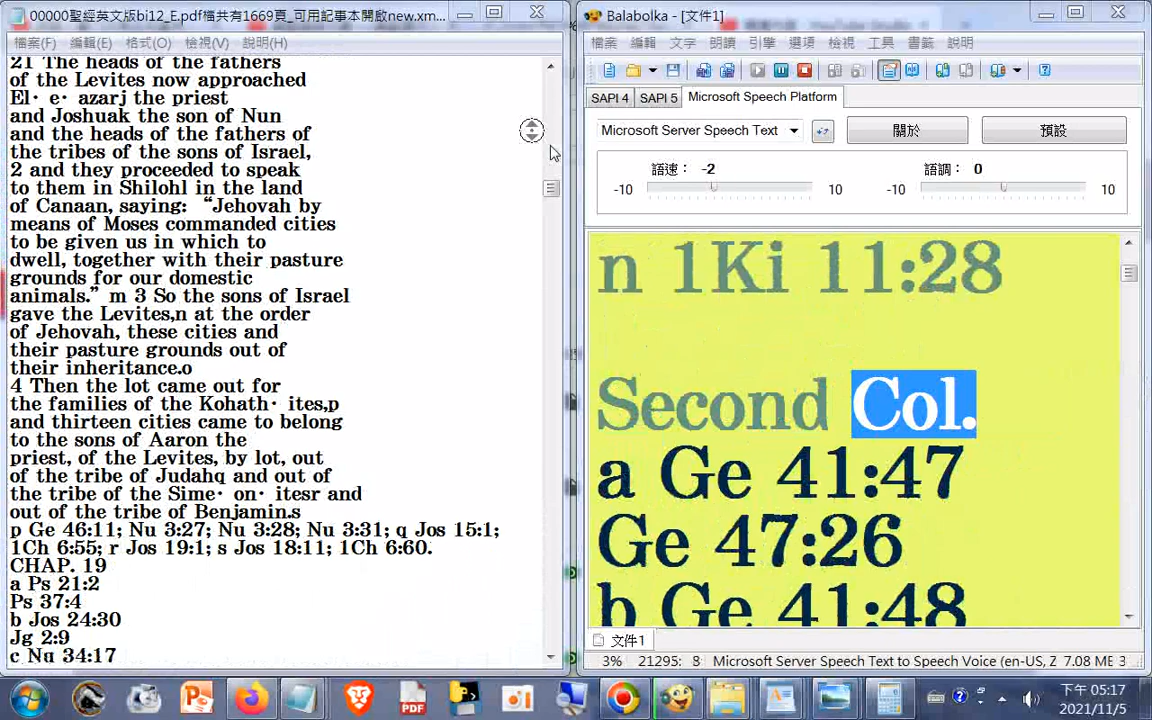 00000聖經英文版bi12_E.pdf檔共有1669頁_可用記事本開啟new.xm...
檔案(F) 編輯(E) 格式(O) 檢視(V) 說明(H)
21 The heads of the fathers
of the Levites now approached
El· e· azarj the priest
and Joshuak the son of Nun
and the heads of the fathers of
the tribes of the sons of Israel,
2 and they proceeded to speak
to them in Shilohl in the land
of Canaan, saying: “Jehovah by
means of Moses commanded cities
to be given us in which to
dwell, together with their pasture
grounds for our domestic
animals.” m 3 So the sons of Israel
gave the Levites,n at the order
of Jehovah, these cities and
their pasture grounds out of
their inheritance.o
4 Then the lot came out for
the families of the Kohath· ites,p
and thirteen cities came to belong
to the sons of Aaron the
priest, of the Levites, by lot, out
of the tribe of Judahq and out of
the tribe of the Sime· on· itesr and
out of the tribe of Benjamin.s
p Ge 46:11; Nu 3:27; Nu 3:28; Nu 3:31; q Jos 15:1;
1Ch 6:55; r Jos 19:1; s Jos 18:11; 1Ch 6:60.
CHAP. 19
a Ps 21:2
Ps 37:4
b Jos 24:30
Jg 2:9
c Nu 34:17
Balabolka - [文件1]
檔案 編輯 文字 朗讀 引擎 選項 檢視 工具 書籤 說明
SAPI 4 SAPI 5 Microsoft Speech Platform
Microsoft Server Speech Text 關於 預設
語速: -2 語調: 0
-10 10 -10 10
n 1Ki 11:28
Second Col.
a Ge 41:47
Ge 47:26
b Ge 41:48
文件1
3% 21295: 8 Microsoft Server Speech Text to Speech Voice (en-US, Z 7.08 MB 3
下午 05:17
2021/11/5